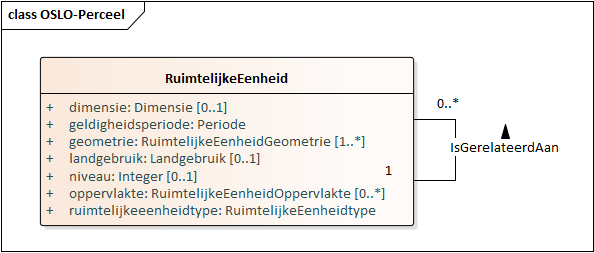 class OSLO-Perceel
RuimtelijkeEenheid
+ dimensie: Dimensie [0..1]
+ geldigheidsperiode: Periode
+ geometrie: RuimtelijkeEenheidGeometrie [1..*]
+ landgebruik: Landgebruik [0..1]
+ niveau: Integer [0..1]
+ oppervlakte: RuimtelijkeEenheidOppervlakte [0..*]
+ ruimtelijkeeenheidtype: RuimtelijkeEenheidtype
0..*
IsGerelateerdAan
1